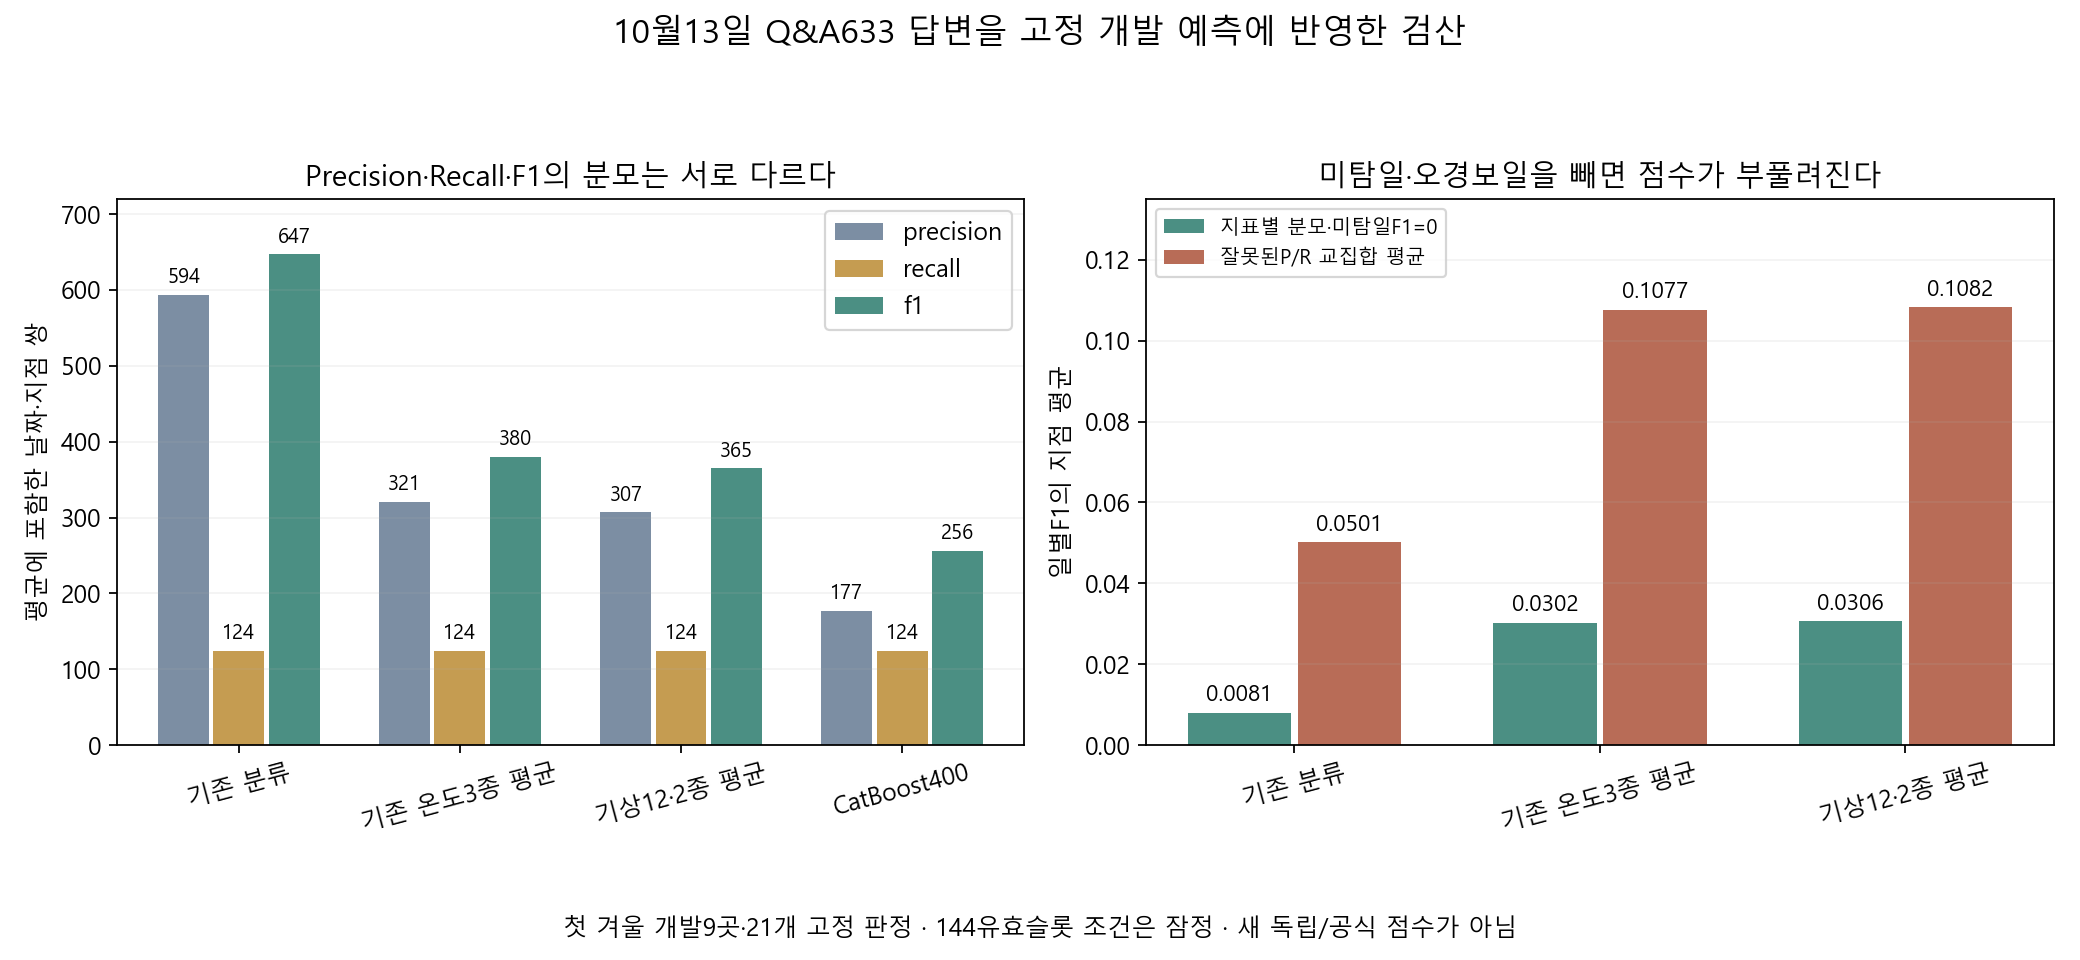 10월13일 Q&A633 답변을 고정 개발 예측에 반영한 검산
Precision·Recall·F1의 분모는 서로 다르다
평균에 포함한 날짜·지점 쌍
700
600
500
400
300
200
100
0
precision
recall
f1
594
124
647
321
124
380
307
124
365
177
124
256
기존 분류
기존 온도3종 평균
기상12·2종 평균
CatBoost400
미탐일·오경보일을 빼면 점수가 부풀려진다
일별F1의 지점 평균
0.12
0.10
0.08
0.06
0.04
0.02
0.00
지표별 분모·미탐일F1=0
잘못된P/R 교집합 평균
0.0081
0.0501
0.0302
0.1077
0.0306
0.1082
기존 분류
기존 온도3종 평균
기상12·2종 평균
첫 겨울 개발9곳·21개 고정 판정 · 144유효슬롯 조건은 잠정 · 새 독립/공식 점수가 아님